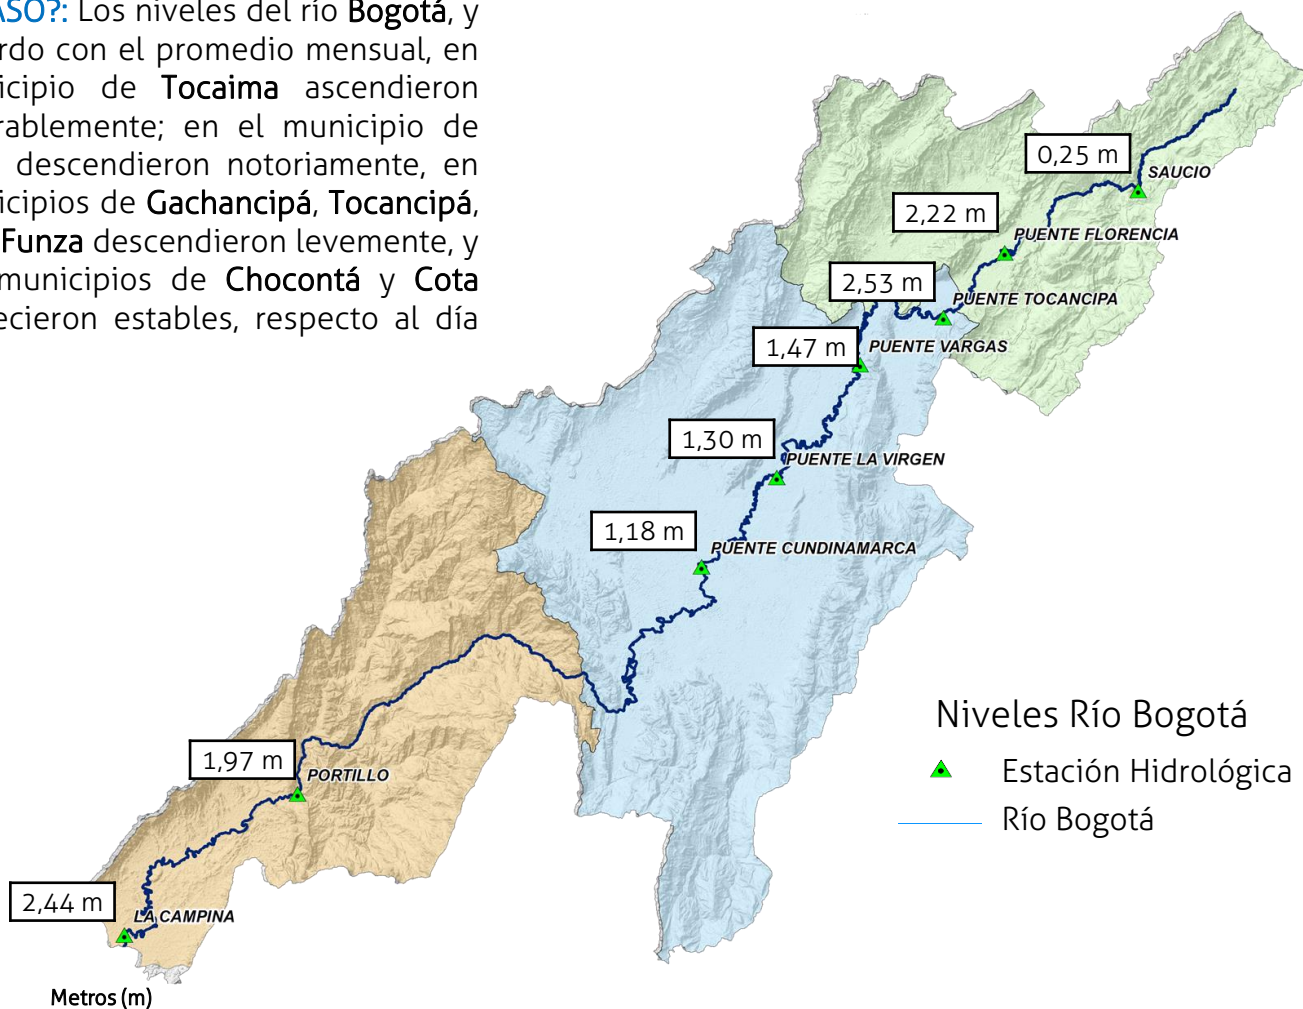 ASO?: Los niveles del río Bogotá, y
rdo con el promedio mensual, en
icipio de Tocaima ascendieron
rablemente; en el municipio de
descendieron notoriamente, en
icipios de Gachancipá, Tocancipá,
Funza descendieron levemente, y
municipios de Chocontá y Cota
ecieron estables, respecto al día
0,25 m
SAUCIO
2,22 m
PUENTE FLORENCIA
2,53 m
PUENTE TOCANCIPA
1,47 m
PUENTE VARGAS
1,30 m
PUENTE LA VIRGEN
1,18 m
PUENTE CUNDINAMARCA
Niveles Río Bogotá
Estación Hidrológica
Río Bogotá
1,97 m
PORTILLO
2,44 m
LA CAMPINA
Metros (m)